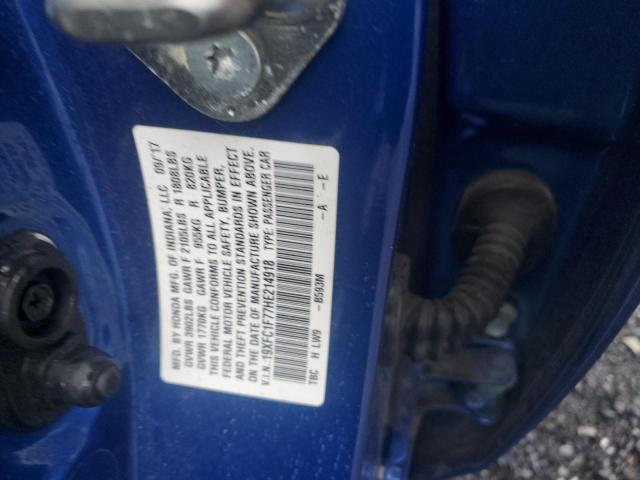 MFD. BY HONDA MFG. OF INDIANA, LLC 09/17
GVWR 3902LBS GAWR F 2105LBS R 1808LBS
GVWR 1770KG GAWR F 955KG R 820KG
THIS VEHICLE CONFORMS TO ALL APPLICABLE
FEDERAL MOTOR VEHICLE SAFETY, BUMPER,
AND THEFT PREVENTION STANDARDS IN EFFECT
ON THE DATE OF MANUFACTURE SHOWN ABOVE.
V.I.N. 19XFC1F77HE214918 TYPE: PASSENGER CAR
TBC H LW9 -B593M -A -E